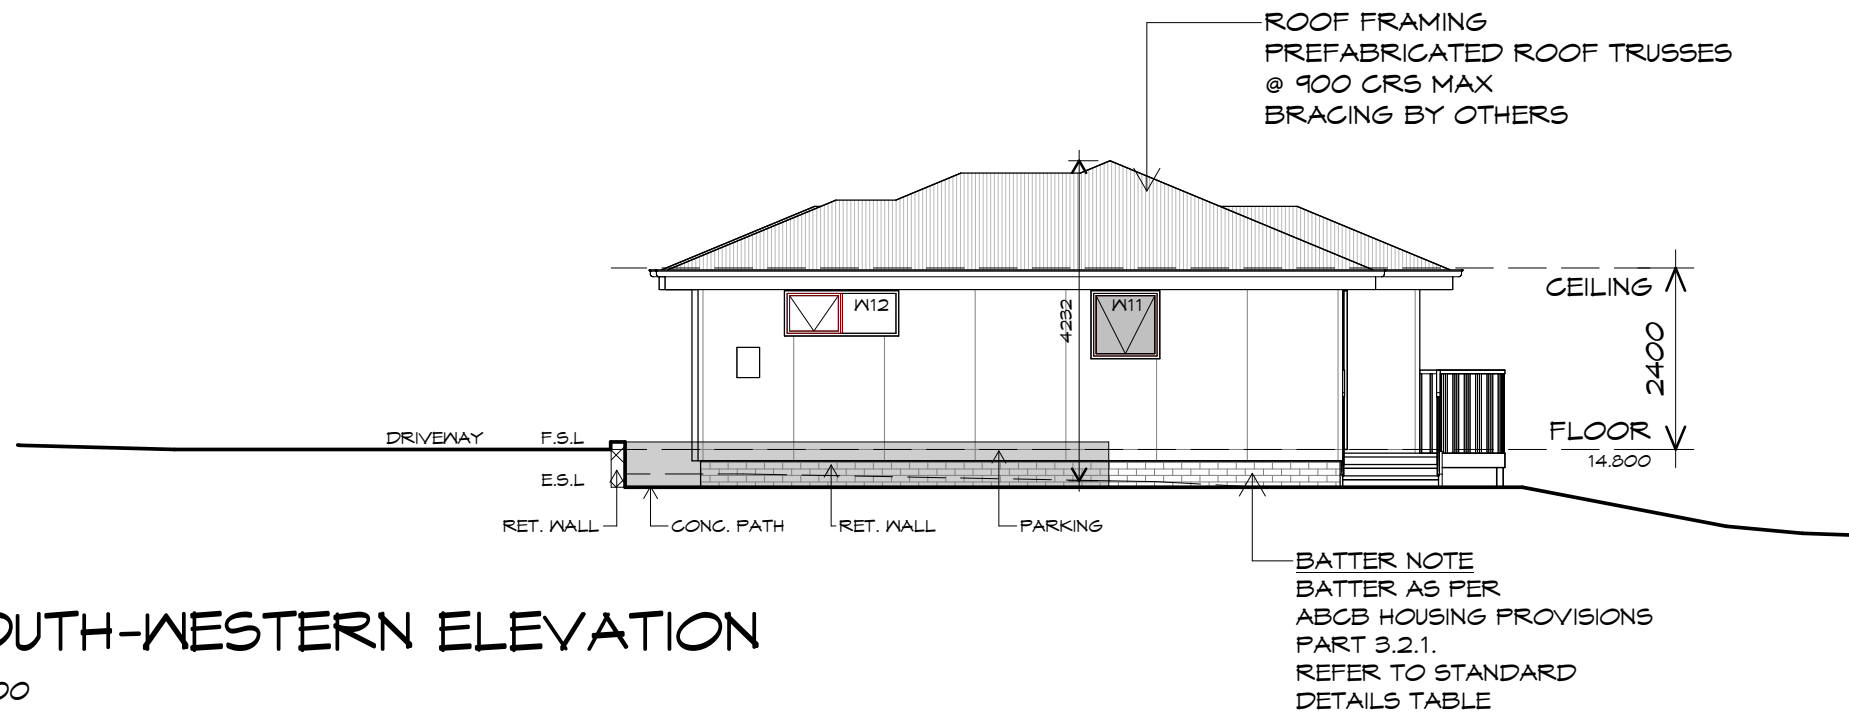 ROOF FRAMING
PREFABRICATED ROOF TRUSSES
@ 900 CRS MAX
BRACING BY OTHERS
W12
W11
4232
CEILING
2400
FLOOR
14.800
DRIVEWAY
F.S.L
E.S.L
RET. WALL
CONC. PATH
RET. WALL
PARKING
BATTER NOTE
BATTER AS PER
ABCB HOUSING PROVISIONS
PART 3.2.1.
REFER TO STANDARD
DETAILS TABLE
OUTH-WESTERN ELEVATION
00